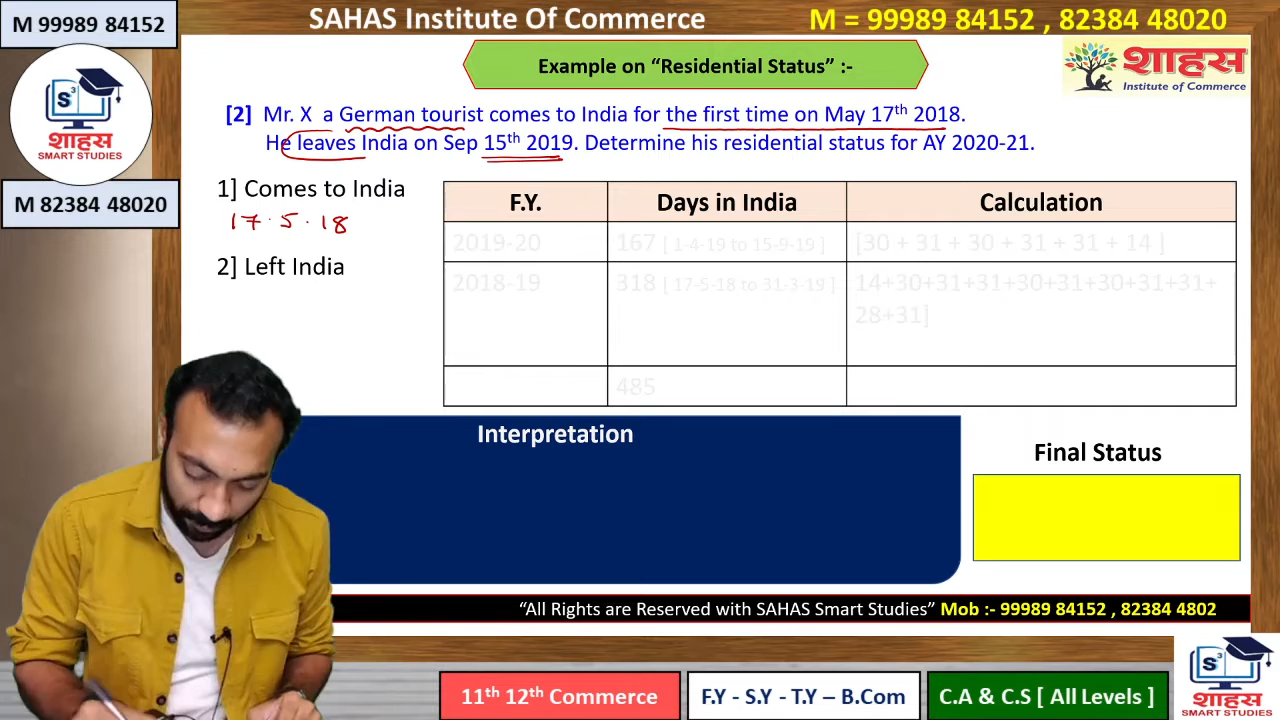 M 99989 84152
SAHAS Institute Of Commerce
M = 99989 84152 , 82384 48020
S³
शाहस
SMART STUDIES
M 82384 48020
Example on “Residential Status” :-
शाहस
Institute of Commerce
[2] Mr. X a German tourist comes to India for the first time on May 17th 2018.
He leaves India on Sep 15th 2019. Determine his residential status for AY 2020-21.
1] Comes to India
17.5.18
2] Left India
F.Y. Days in India Calculation
2019-20 167 [ 1-4-19 to 15-9-19 ] [30 + 31 + 30 + 31 + 31 + 14 ]
2018-19 318 [ 17-5-18 to 31-3-19 ] 14+30+31+31+30+31+30+31+31+
28+31]
485
Interpretation
Final Status
“All Rights are Reserved with SAHAS Smart Studies” Mob :- 99989 84152 , 82384 4802
11th 12th Commerce
F.Y - S.Y - T.Y – B.Com
C.A & C.S [ All Levels ]
S³
शाहस
SMART STUDIES